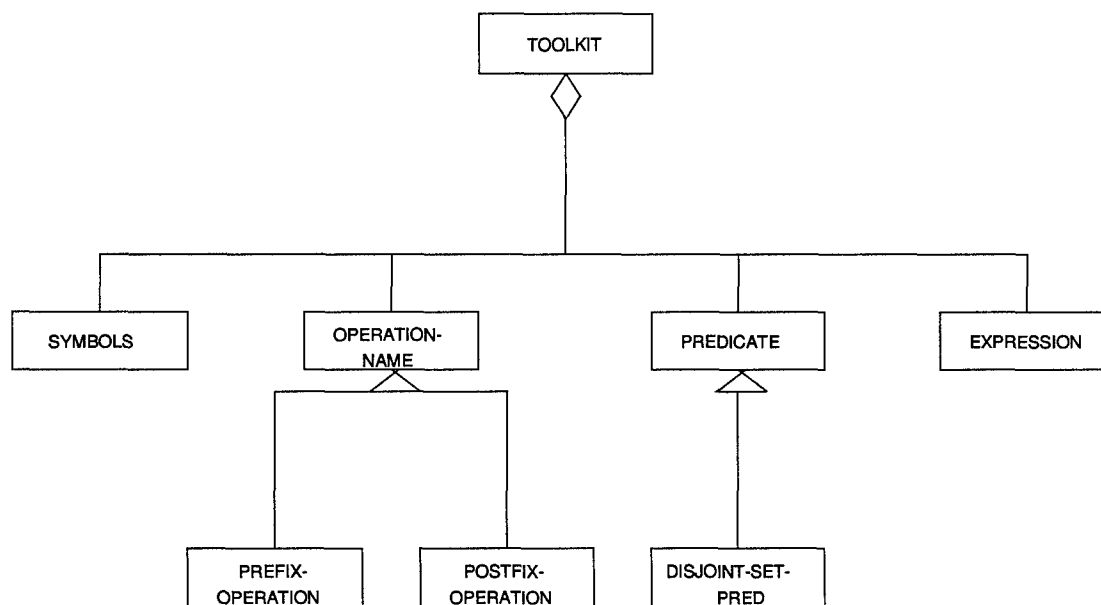 TOOLKIT
SYMBOLS
OPERATION-
NAME
PREDICATE
EXPRESSION
PREFIX-
OPERATION
POSTFIX-
OPERATION
DISJOINT-SET-
PRED